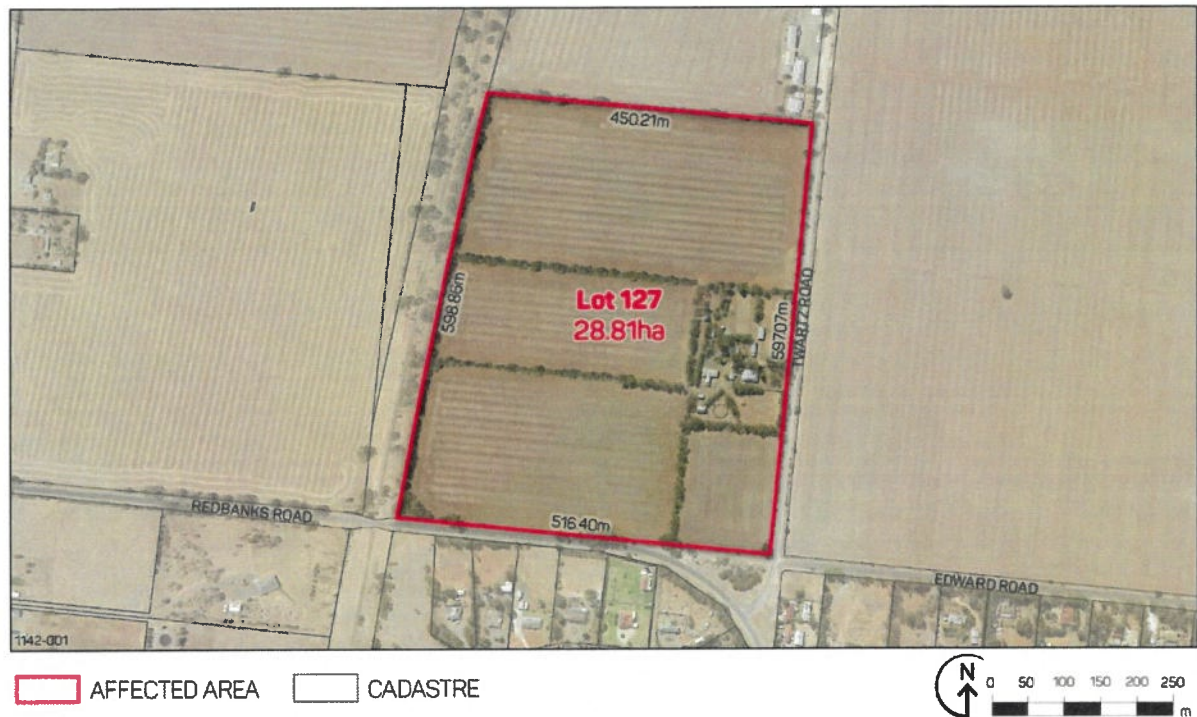 450.21m
598.86m
Lot 127
28.81ha
597.07m
TWARTZ ROAD
REDBANKS ROAD
516.40m
EDWARD ROAD
1142-001
AFFECTED AREA
CADASTRE
N
0 50 100 150 200 250
m